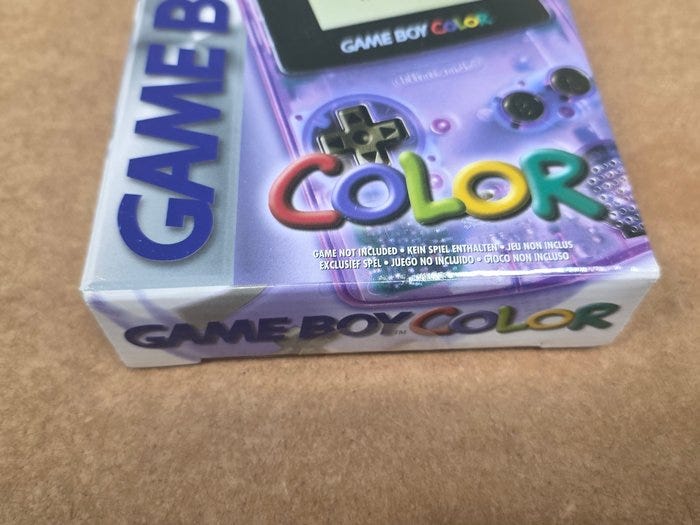 GAME B
GAME BOY COLOR
COLOR
GAME NOT INCLUDED • KEIN SPIEL ENTHALTEN • JEU NON INCLUS
EXCLUSIEF SPEL • JUEGO NO INCLUIDO • GIOCO NON INCLUSO
GAME BOY COLOR